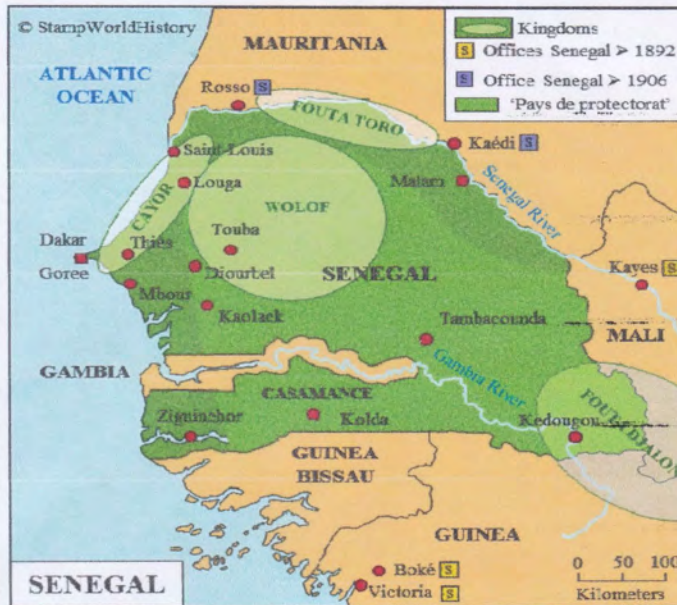 © StampWorldHistory
MAURITANIA
Kingdoms
S Offices Senegal > 1892
S Office Senegal > 1906
'Pays de protectorat'
ATLANTIC
OCEAN
Rosso S
FOUTA TORO
Kaédi S
Saint-Louis
Matam
Senegal River
Louga
CAYOR
WOLOF
Touba
Dakar
Goree
Thiés
Diourbel
SENEGAL
Kayes S
Mbour
Kaolack
Tambacounda
MALI
GAMBIA
Gambia River
CASAMANCE
Ziguinchor
Kolda
Kedougou
FOUTA DJALON
GUINEA
BISSAU
GUINEA
Boké S
Victoria S
0 50 100
Kilometers
SENEGAL